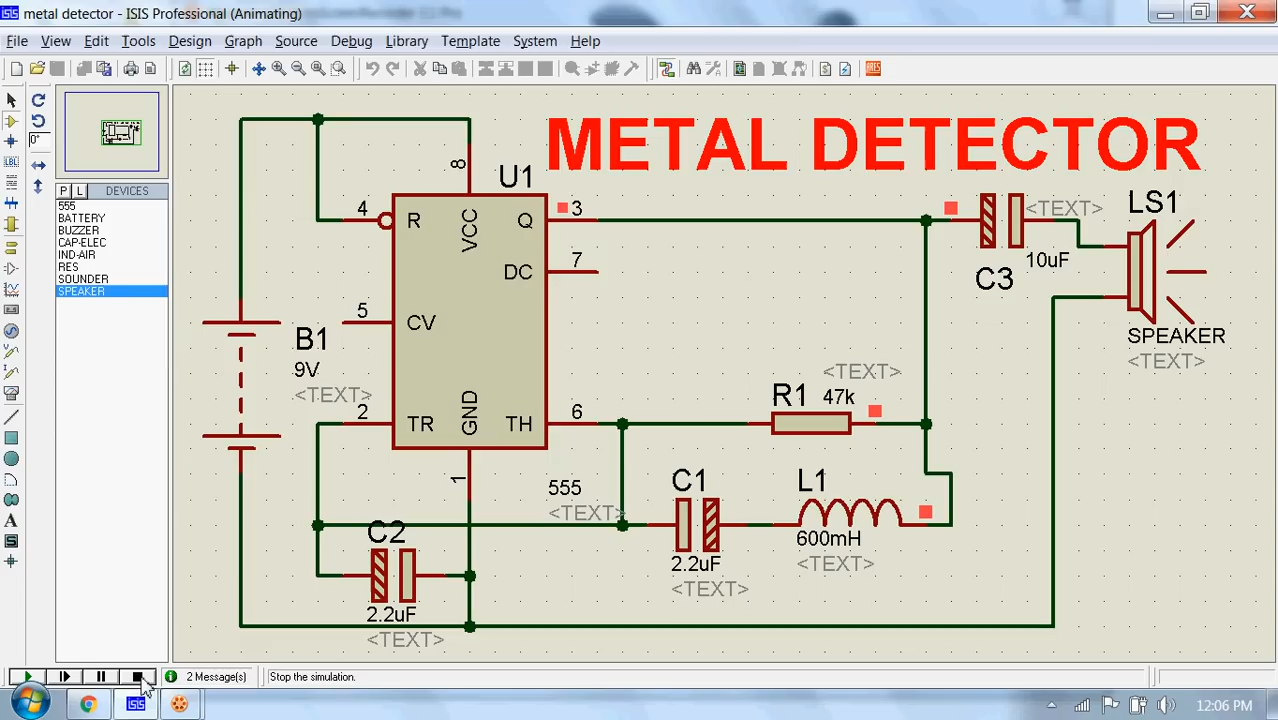 metal detector - ISIS Professional (Animating)
File View Edit Tools Design Graph Source Debug Library Template System Help
ARES
0°
LBL
P L DEVICES
555
BATTERY
BUZZER
CAP-ELEC
IND-AIR
RES
SOUNDER
SPEAKER
A
S
METAL DETECTOR
U1
8
4 R VCC Q 3
DC 7
5 CV
2 TR GND TH 6
1
555
<TEXT>
B1
9V
<TEXT>
C2
2.2uF
<TEXT>
<TEXT>
R1 47k
C1
2.2uF
<TEXT>
L1
600mH
<TEXT>
<TEXT>
10uF
C3
LS1
SPEAKER
<TEXT>
2 Message(s) Stop the simulation.
isis
12:06 PM